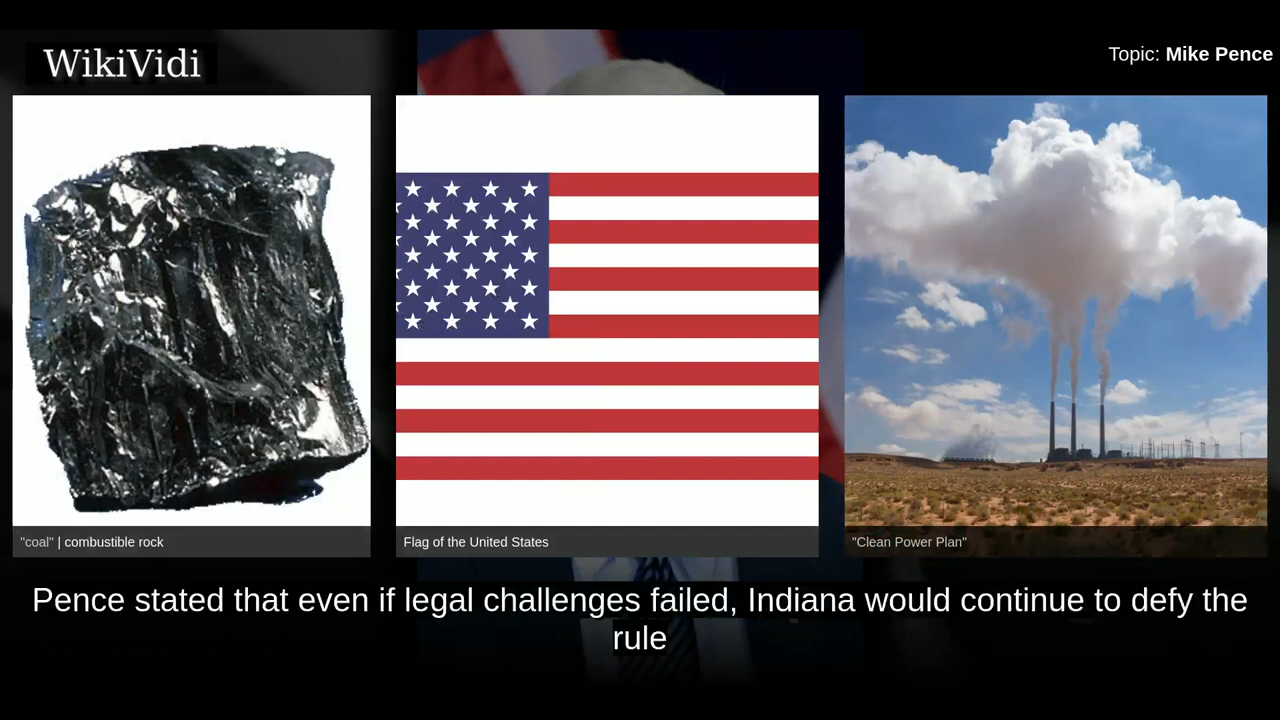 WikiVidi
Topic: Mike Pence
"coal" | combustible rock
Flag of the United States
"Clean Power Plan"
Pence stated that even if legal challenges failed, Indiana would continue to defy the
rule